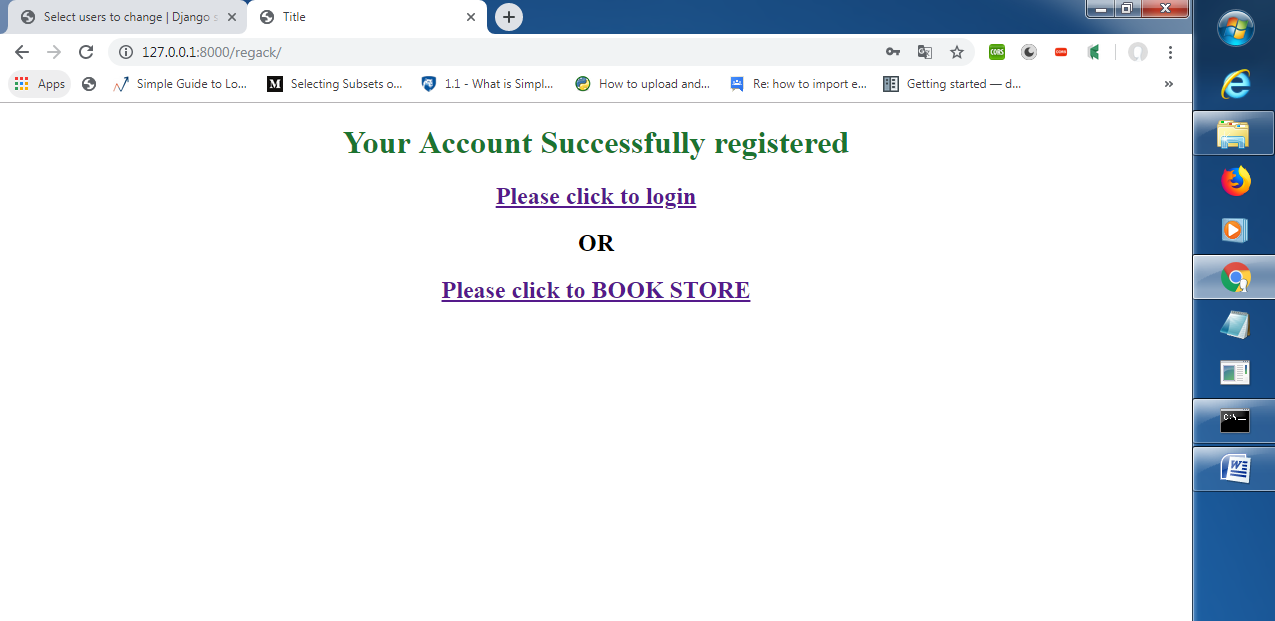 Select users to change | Django s
Title
127.0.0.1:8000/regack/
CORS
Apps
Simple Guide to Lo...
M
Selecting Subsets o...
1.1 - What is Simpl...
How to upload and...
Re: how to import e...
Getting started — d...
»
Your Account Successfully registered
Please click to login
OR
Please click to BOOK STORE
C:\_
W